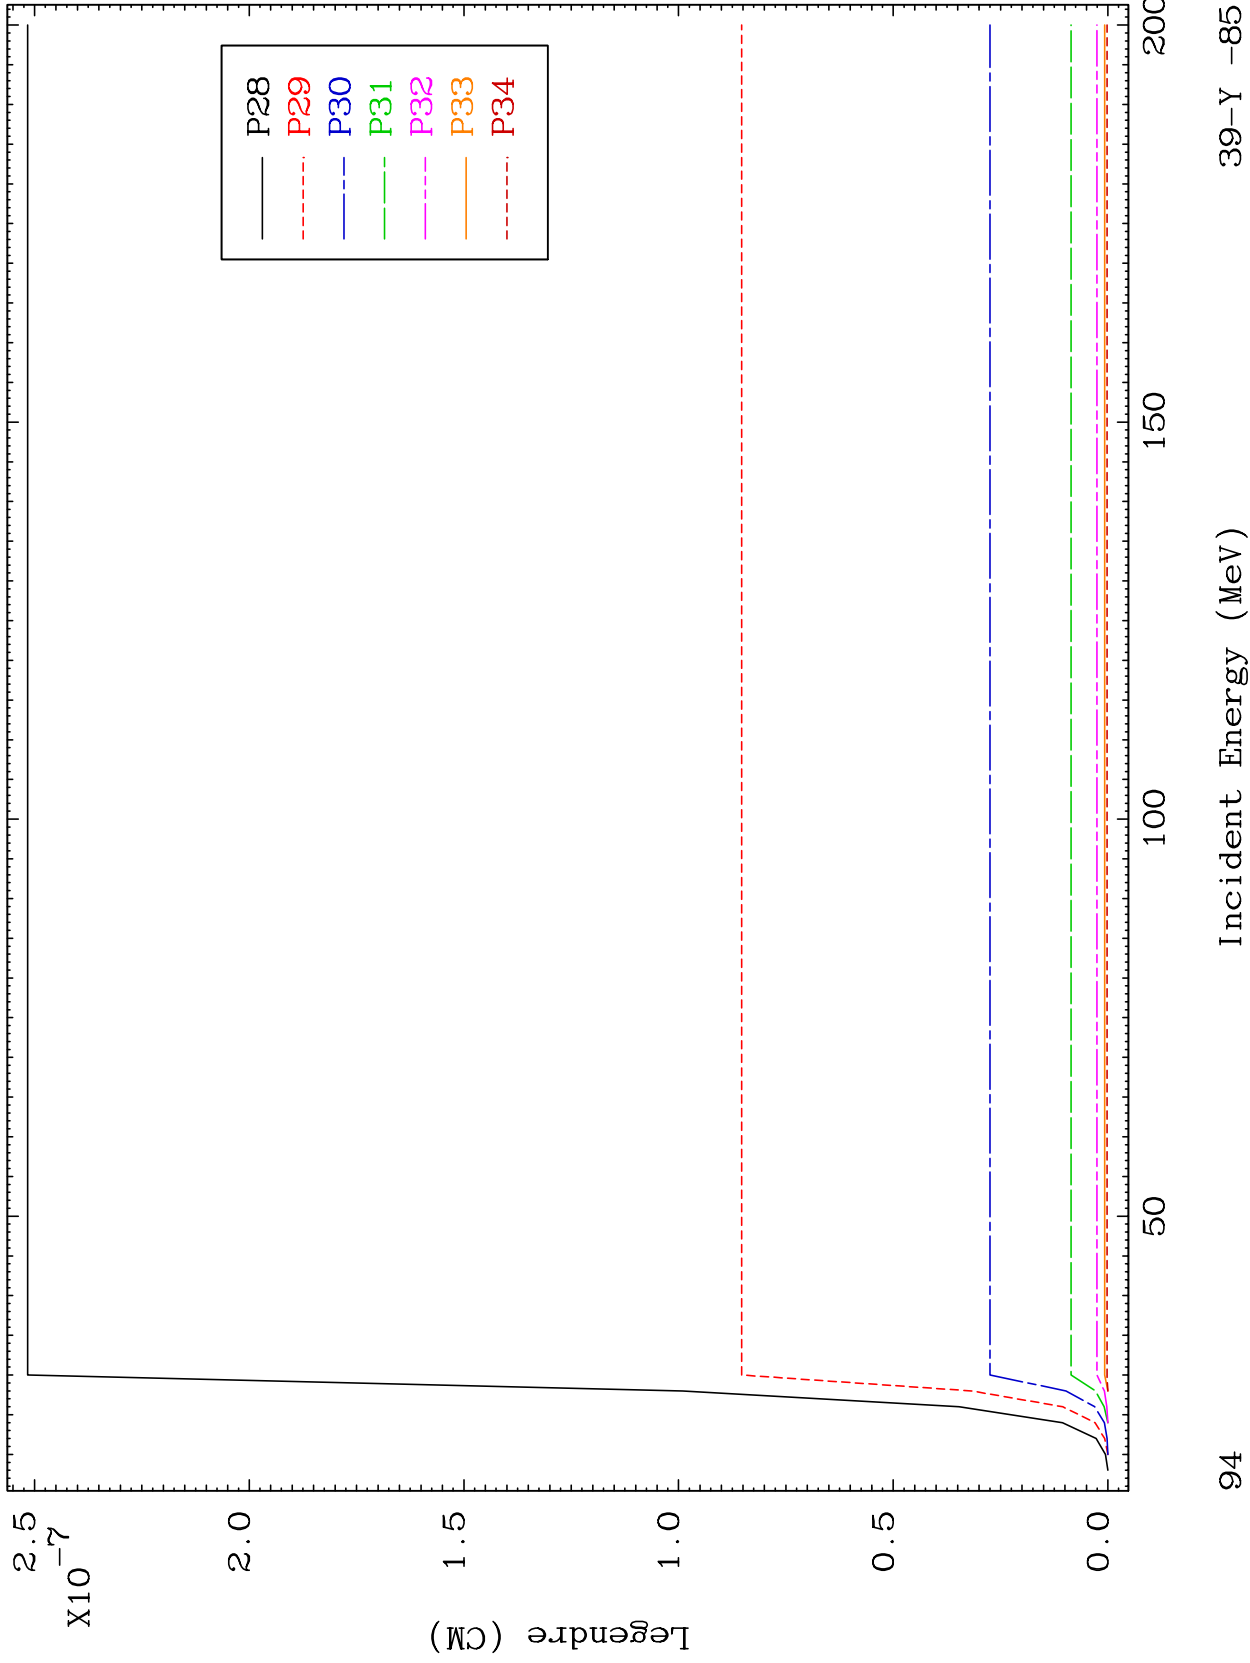 2.5
X10⁻⁷
2.0
1.5
1.0
0.5
0.0
Legendre (CM)
P28
P29
P30
P31
P32
P33
P34
50
100
150
200
Incident Energy (MeV)
94
39-Y -85